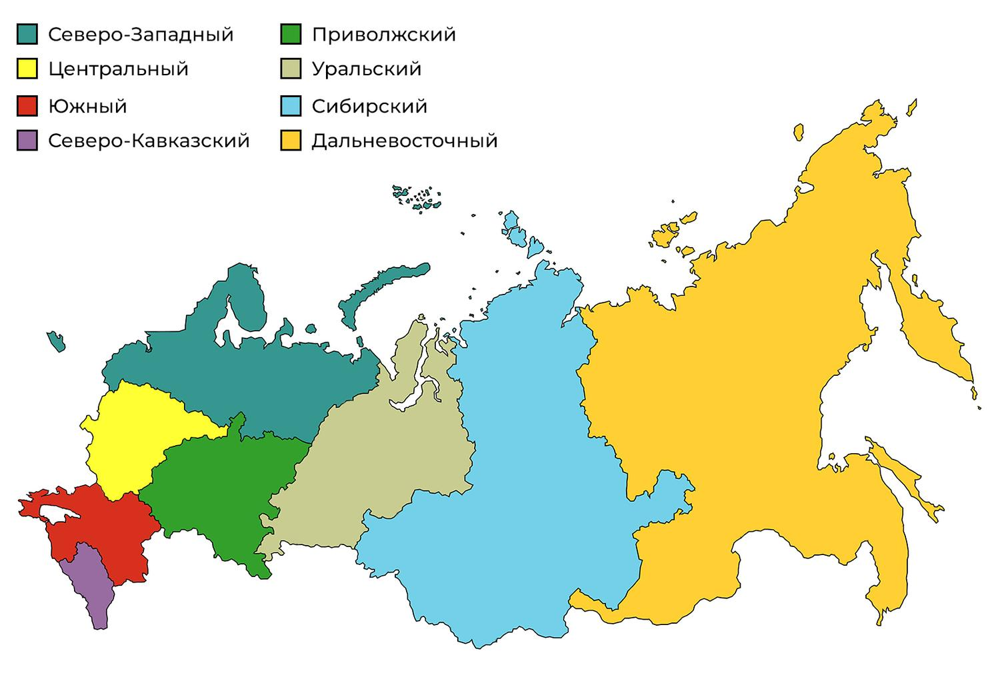 Северо-Западный
Центральный
Южный
Северо-Кавказский
Приволжский
Уральский
Сибирский
Дальневосточный